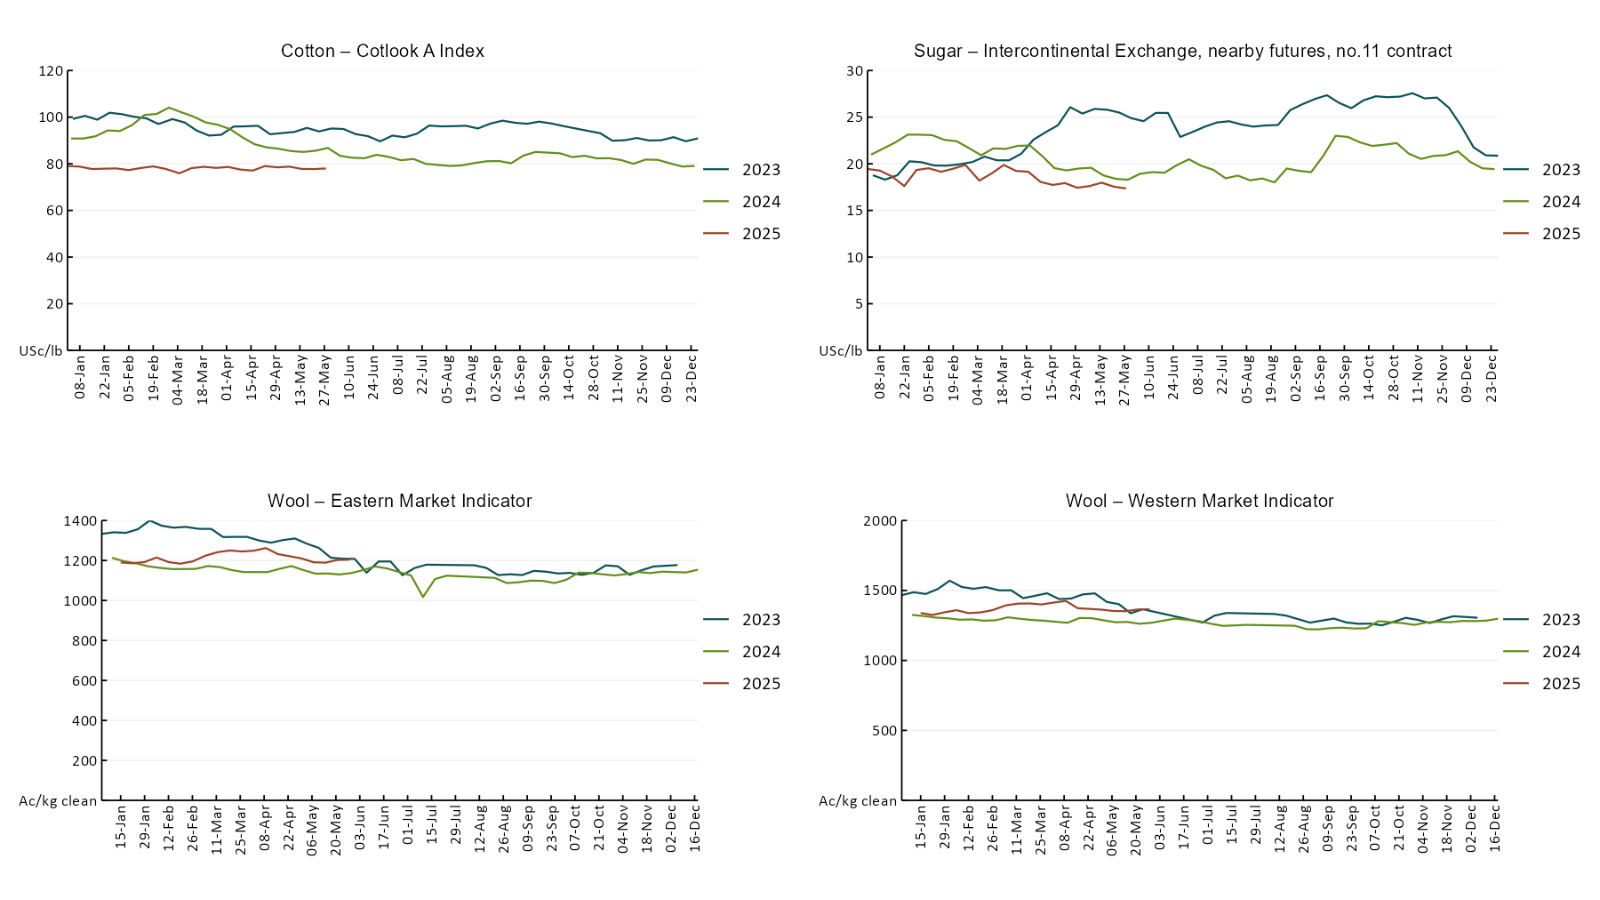 Cotton – Cotlook A Index
120
100
80
60
40
20
USc/lb
08-Jan
22-Jan
05-Feb
19-Feb
04-Mar
18-Mar
01-Apr
15-Apr
29-Apr
13-May
27-May
10-Jun
24-Jun
08-Jul
22-Jul
05-Aug
19-Aug
02-Sep
16-Sep
30-Sep
14-Oct
28-Oct
11-Nov
25-Nov
09-Dec
23-Dec
2023
2024
2025
Sugar – Intercontinental Exchange, nearby futures, no.11 contract
30
25
20
15
10
5
USc/lb
08-Jan
22-Jan
05-Feb
19-Feb
04-Mar
18-Mar
01-Apr
15-Apr
29-Apr
13-May
27-May
10-Jun
24-Jun
08-Jul
22-Jul
05-Aug
19-Aug
02-Sep
16-Sep
30-Sep
14-Oct
28-Oct
11-Nov
25-Nov
09-Dec
23-Dec
2023
2024
2025
Wool – Eastern Market Indicator
1400
1200
1000
800
600
400
200
Ac/kg clean
15-Jan
29-Jan
12-Feb
26-Feb
11-Mar
25-Mar
08-Apr
22-Apr
06-May
20-May
03-Jun
17-Jun
01-Jul
15-Jul
29-Jul
12-Aug
26-Aug
09-Sep
23-Sep
07-Oct
21-Oct
04-Nov
18-Nov
02-Dec
16-Dec
2023
2024
2025
Wool – Western Market Indicator
2000
1500
1000
500
Ac/kg clean
15-Jan
29-Jan
12-Feb
26-Feb
11-Mar
25-Mar
08-Apr
22-Apr
06-May
20-May
03-Jun
17-Jun
01-Jul
15-Jul
29-Jul
12-Aug
26-Aug
09-Sep
23-Sep
07-Oct
21-Oct
04-Nov
18-Nov
02-Dec
16-Dec
2023
2024
2025